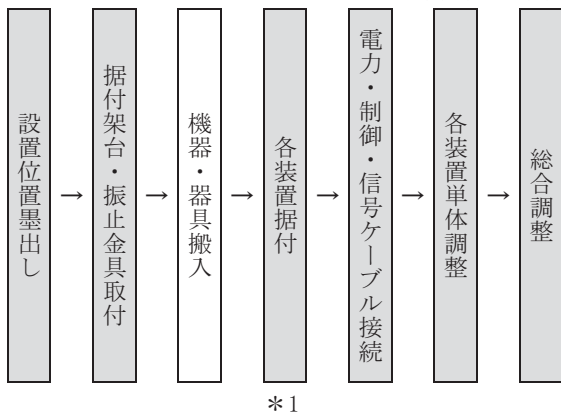 設置位置墨出し
→
据付架台・振止金具取付
→
機器・器具搬入
→
各装置据付
→
電力・制御・信号ケーブル接続
→
各装置単体調整
→
総合調整
＊1